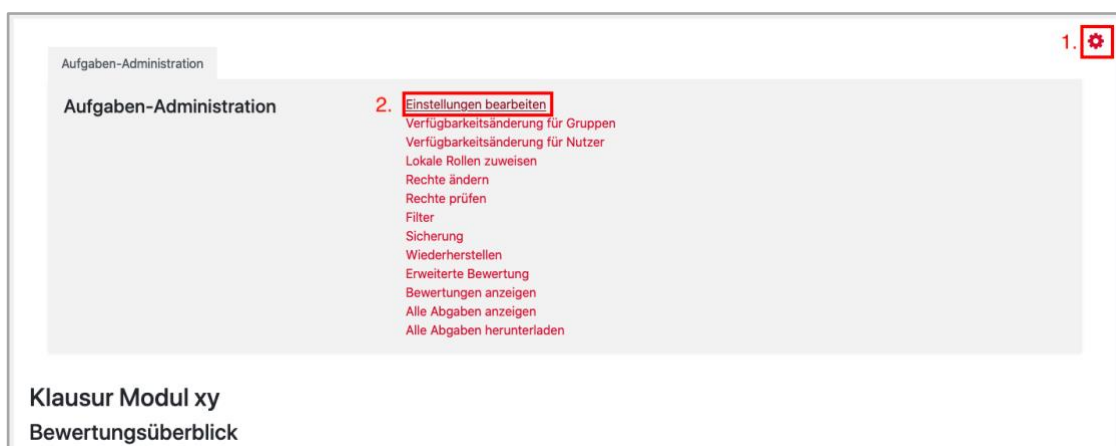 1.
Aufgaben-Administration
Aufgaben-Administration
2. Einstellungen bearbeiten
Verfügbarkeitsänderung für Gruppen
Verfügbarkeitsänderung für Nutzer
Lokale Rollen zuweisen
Rechte ändern
Rechte prüfen
Filter
Sicherung
Wiederherstellen
Erweiterte Bewertung
Bewertungen anzeigen
Alle Abgaben anzeigen
Alle Abgaben herunterladen
Klausur Modul xy
Bewertungsüberblick